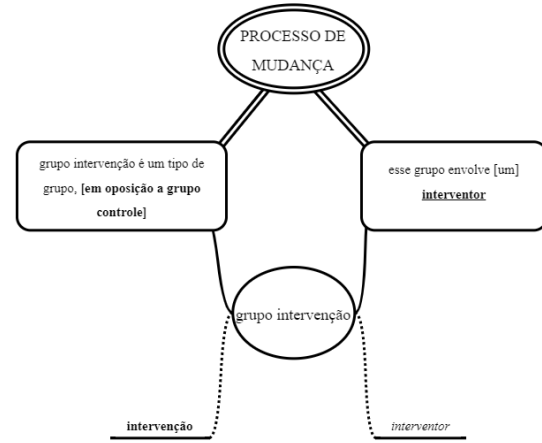 PROCESSO DE
MUDANÇA
grupo intervenção é um tipo de
grupo, [em oposição a grupo
controle]
esse grupo envolve [um]
interventor
grupo intervenção
intervenção
interventor